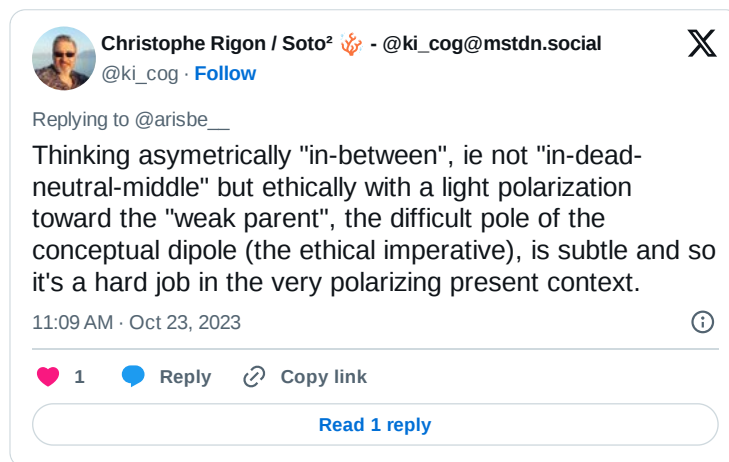 Christophe Rigon / Soto² 🪸 - @ki_cog@mstdn.social
@ki_cog · Follow
Replying to @arisbe__
Thinking asymetrically "in-between", ie not "in-dead-
neutral-middle" but ethically with a light polarization
toward the "weak parent", the difficult pole of the
conceptual dipole (the ethical imperative), is subtle and so
it's a hard job in the very polarizing present context.
11:09 AM · Oct 23, 2023
1 Reply Copy link
Read 1 reply